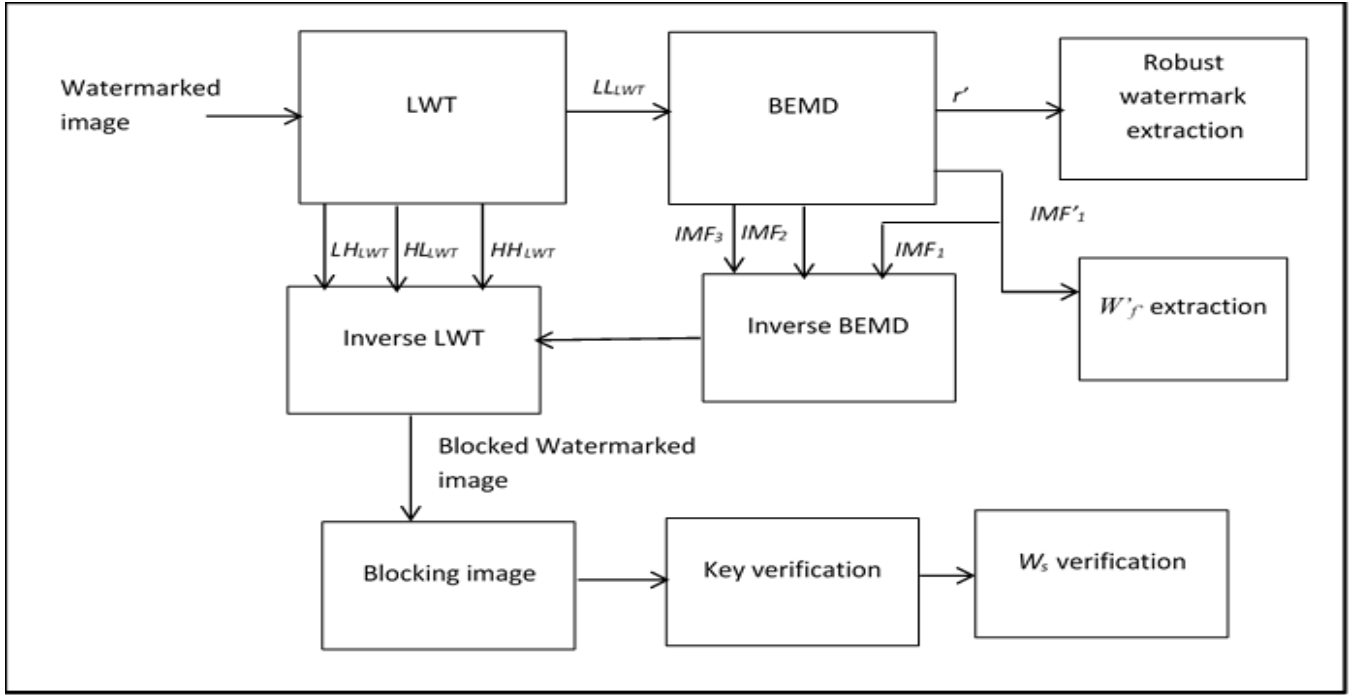 Watermarked
image
LWT
LL_LWT
BEMD
r'
Robust
watermark
extraction
LH_LWT
HL_LWT
HH_LWT
IMF_3
IMF_2
IMF_1
IMF'_1
Inverse LWT
Inverse BEMD
W'_f' extraction
Blocked Watermarked
image
Blocking image
Key verification
W_s verification